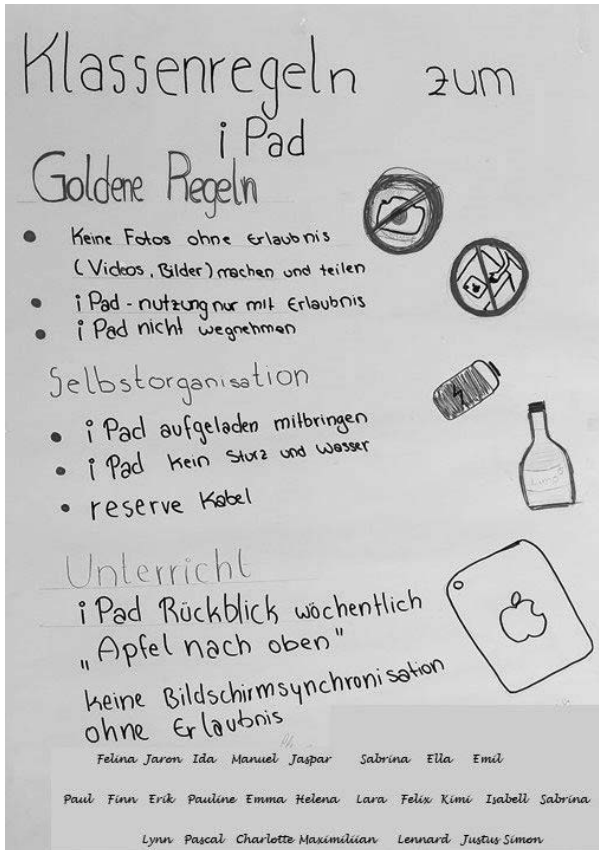 Klassenregeln zum
iPad
Goldene Regeln
• Keine Fotos ohne Erlaubnis
(Videos, Bilder) machen und teilen
• iPad - nutzung nur mit Erlaubnis
• iPad nicht wegnehmen
Selbstorganisation
• iPad aufgeladen mitbringen
• iPad kein Sturz und Wasser
• reserve Kabel
Limo
Unterricht
iPad Rückblick wöchentlich
„Apfel nach oben"
keine Bildschirmsynchronisation
ohne Erlaubnis
Felina Jaron Ida Manuel Jaspar Sabrina Ella Emil
Paul Finn Erik Pauline Emma Helena Lara Felix Kimi Isabell Sabrina
Lynn Pascal Charlotte Maximiliian Lennard Justus Simon